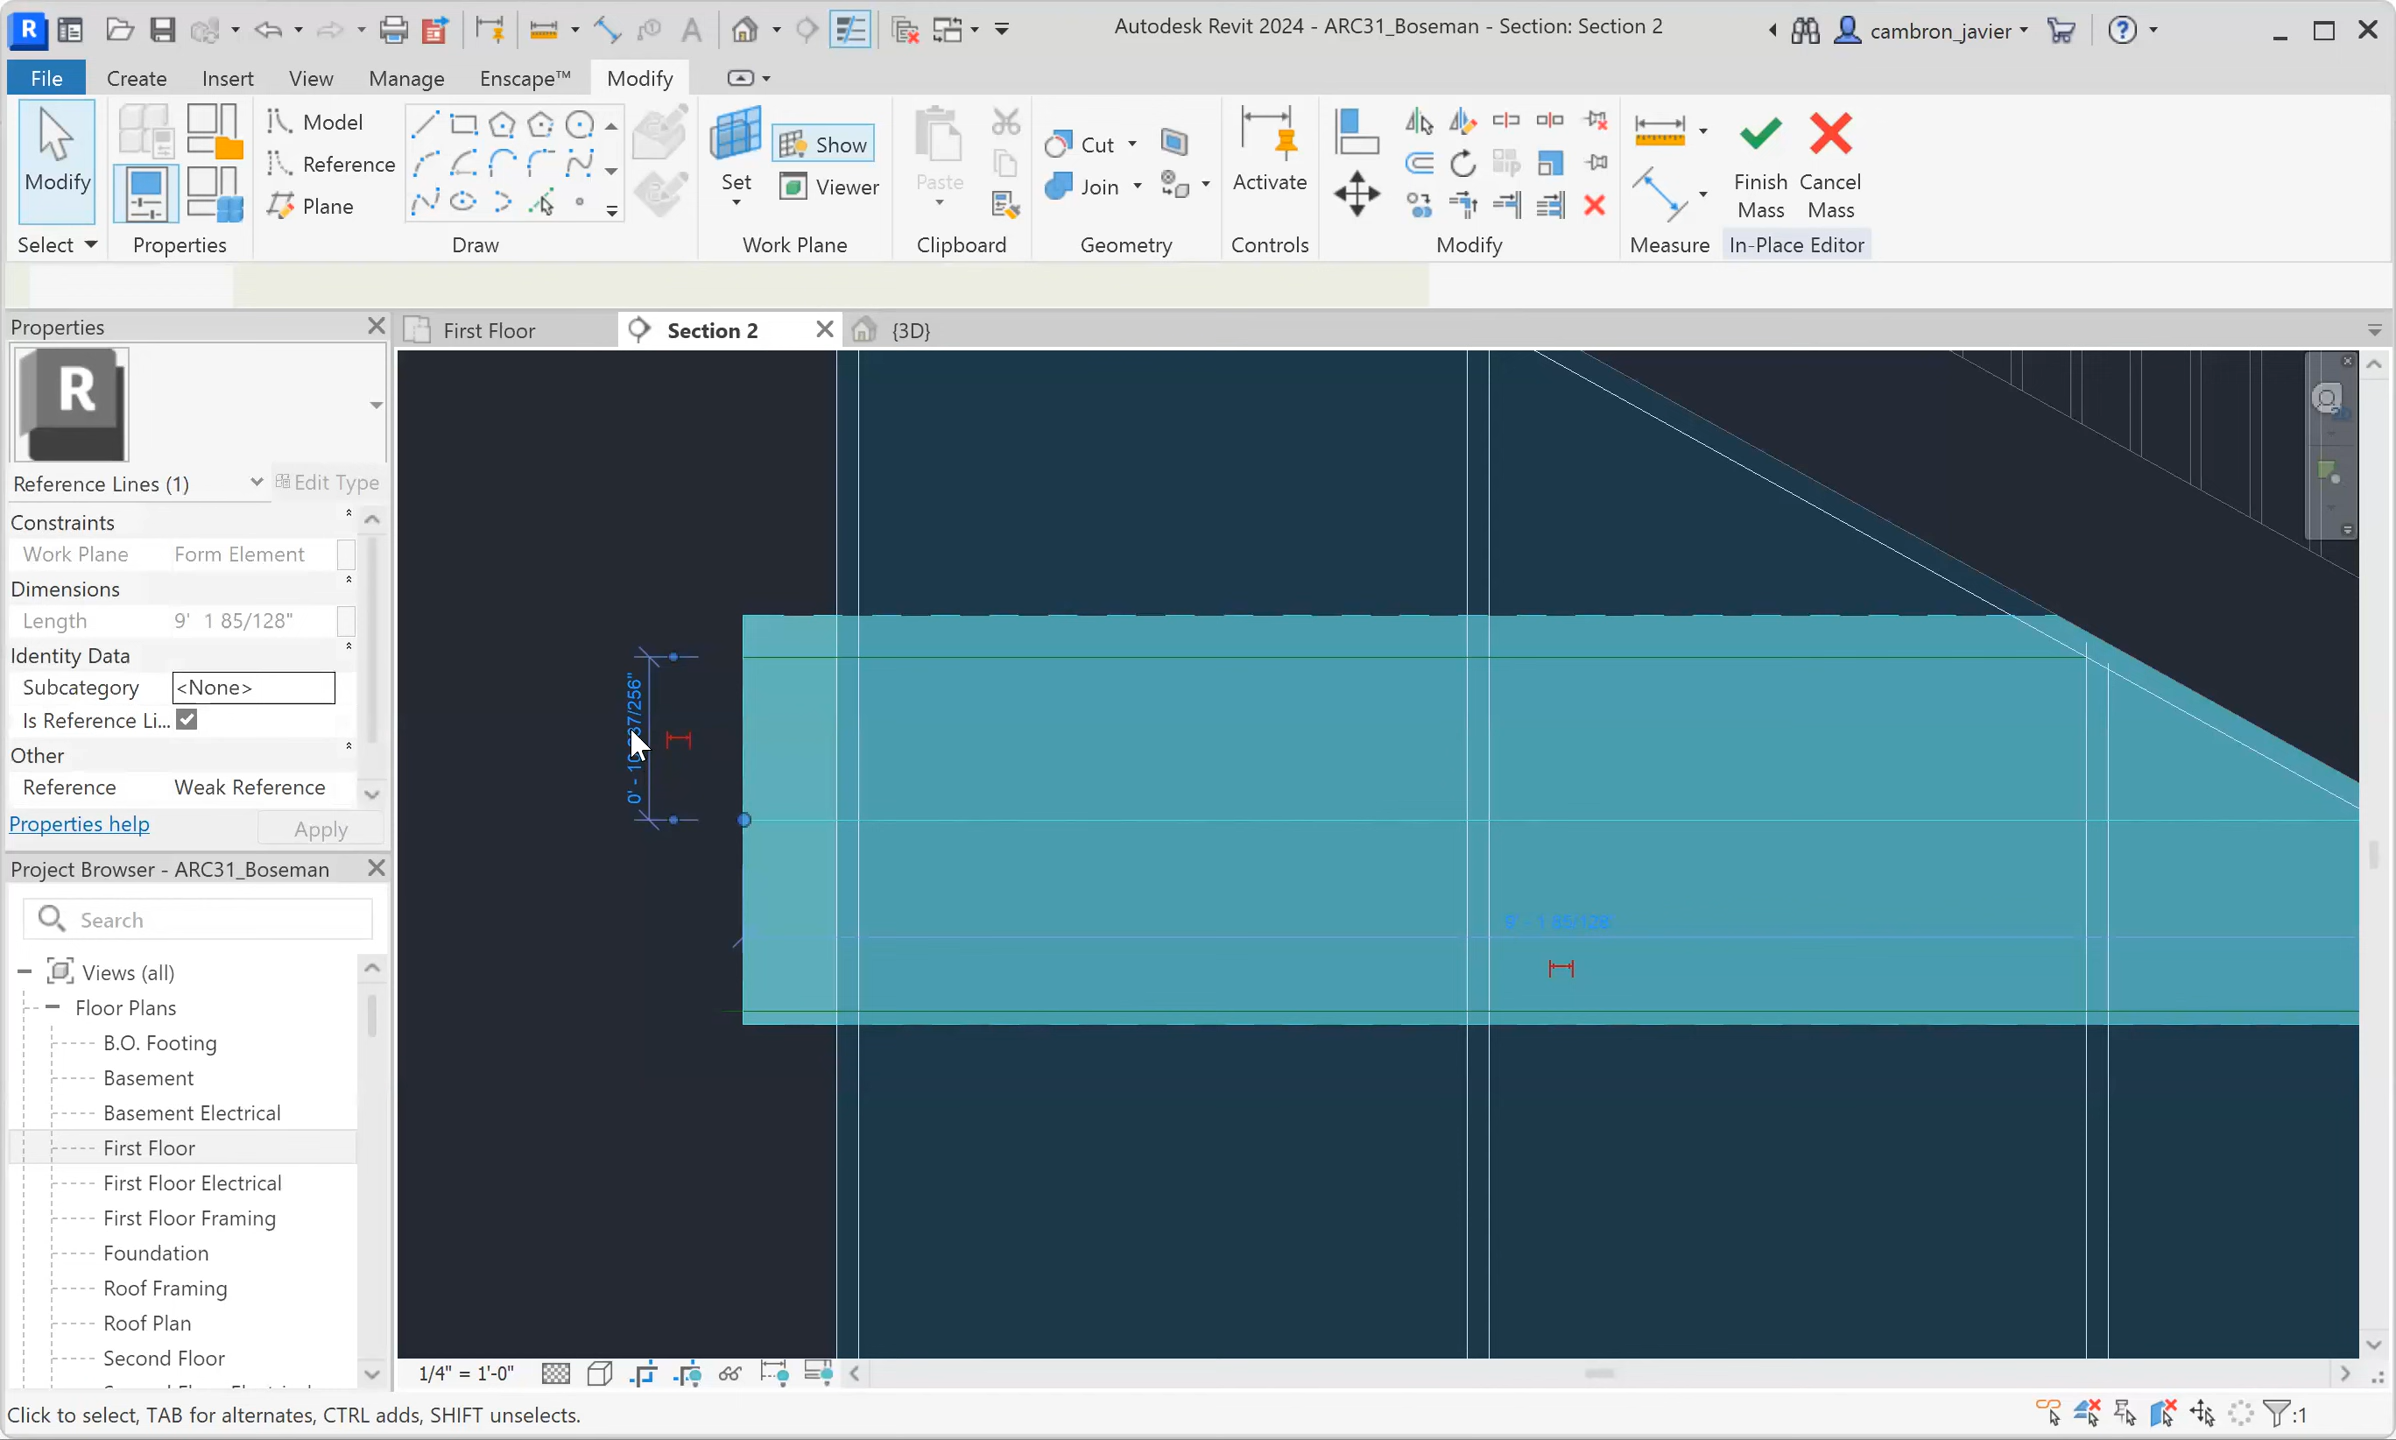 R
Autodesk Revit 2024 - ARC31_Boseman - Section: Section 2
cambron_javier
File
Create
Insert
View
Manage
Enscape™
Modify
Modify
Select
Properties
Model
Reference
Plane
Draw
Set
Show
Viewer
Work Plane
Paste
Clipboard
Cut
Join
Geometry
Activate
Controls
Modify
Measure
Finish Mass
Cancel Mass
In-Place Editor
Properties
First Floor
Section 2
{3D}
R
Reference Lines (1)
Edit Type
Constraints
Work Plane Form Element
Dimensions
Length 9' 1 85/128"
Identity Data
Subcategory <None>
Is Reference Li...
Other
Reference Weak Reference
Properties help
Apply
Project Browser - ARC31_Boseman
Search
Views (all)
Floor Plans
B.O. Footing
Basement
Basement Electrical
First Floor
First Floor Electrical
First Floor Framing
Foundation
Roof Framing
Roof Plan
Second Floor
9' - 1 85/128"
1/4" = 1'-0"
Click to select, TAB for alternates, CTRL adds, SHIFT unselects.
:1